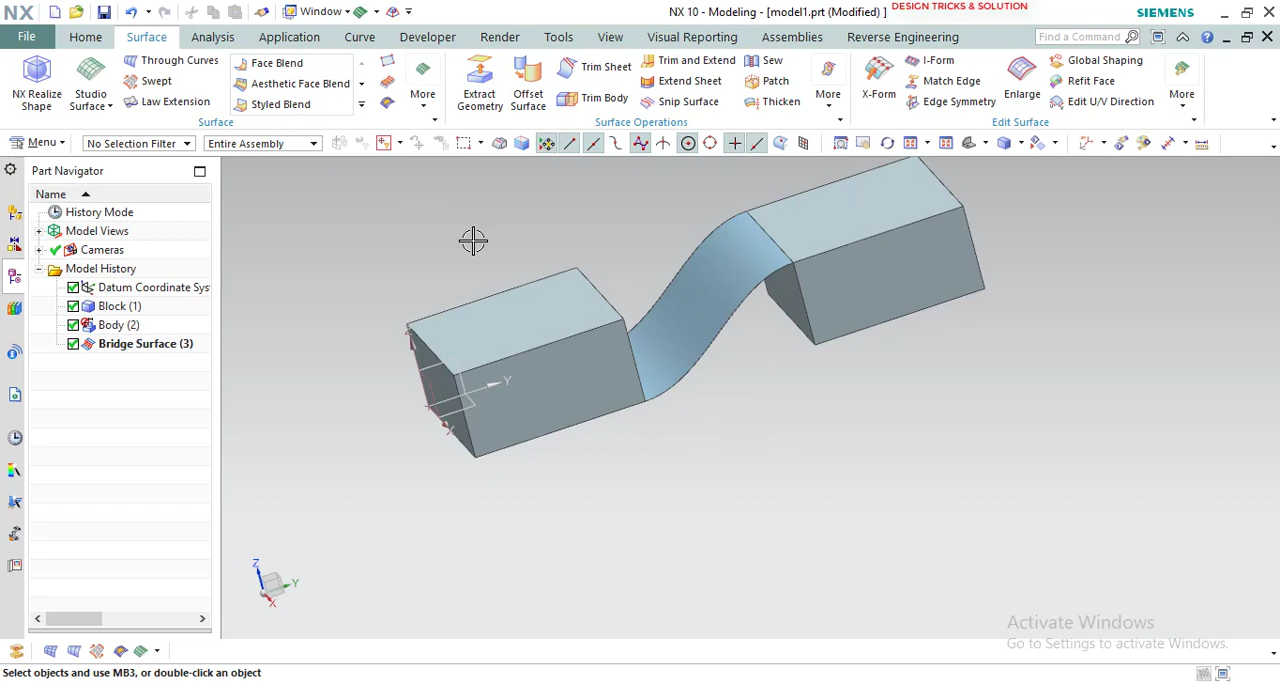 NX
Window
NX 10 - Modeling - [model1.prt (Modified) ]
DESIGN TRICKS & SOLUTION
SIEMENS
File
Home
Surface
Analysis
Application
Curve
Developer
Render
Tools
View
Visual Reporting
Assemblies
Reverse Engineering
Find a Command
NX Realize Shape
Studio Surface
Through Curves
Swept
Law Extension
Face Blend
Aesthetic Face Blend
Styled Blend
More
Surface
Extract Geometry
Offset Surface
Trim Sheet
Trim Body
Trim and Extend
Extend Sheet
Snip Surface
Sew
Patch
Thicken
More
Surface Operations
X-Form
I-Form
Match Edge
Edge Symmetry
Enlarge
Global Shaping
Refit Face
Edit U/V Direction
More
Edit Surface
Menu
No Selection Filter
Entire Assembly
Part Navigator
Name
History Mode
Model Views
Cameras
Model History
Datum Coordinate Sys
Block (1)
Body (2)
Bridge Surface (3)
Y
X
Z
Y
X
Activate Windows
Go to Settings to activate Windows.
Select objects and use MB3, or double-click an object